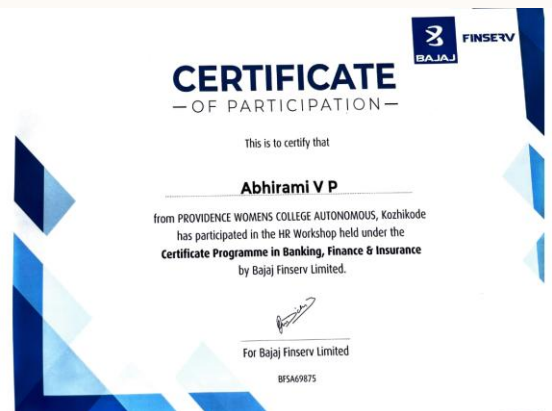 BAJAJ
FINSERV
CERTIFICATE
—OF PARTICIPATION—
This is to certify that
Abhirami V P
from PROVIDENCE WOMENS COLLEGE AUTONOMOUS, Kozhikode
has participated in the HR Workshop held under the
Certificate Programme in Banking, Finance & Insurance
by Bajaj Finserv Limited.
For Bajaj Finserv Limited
BFSA69875